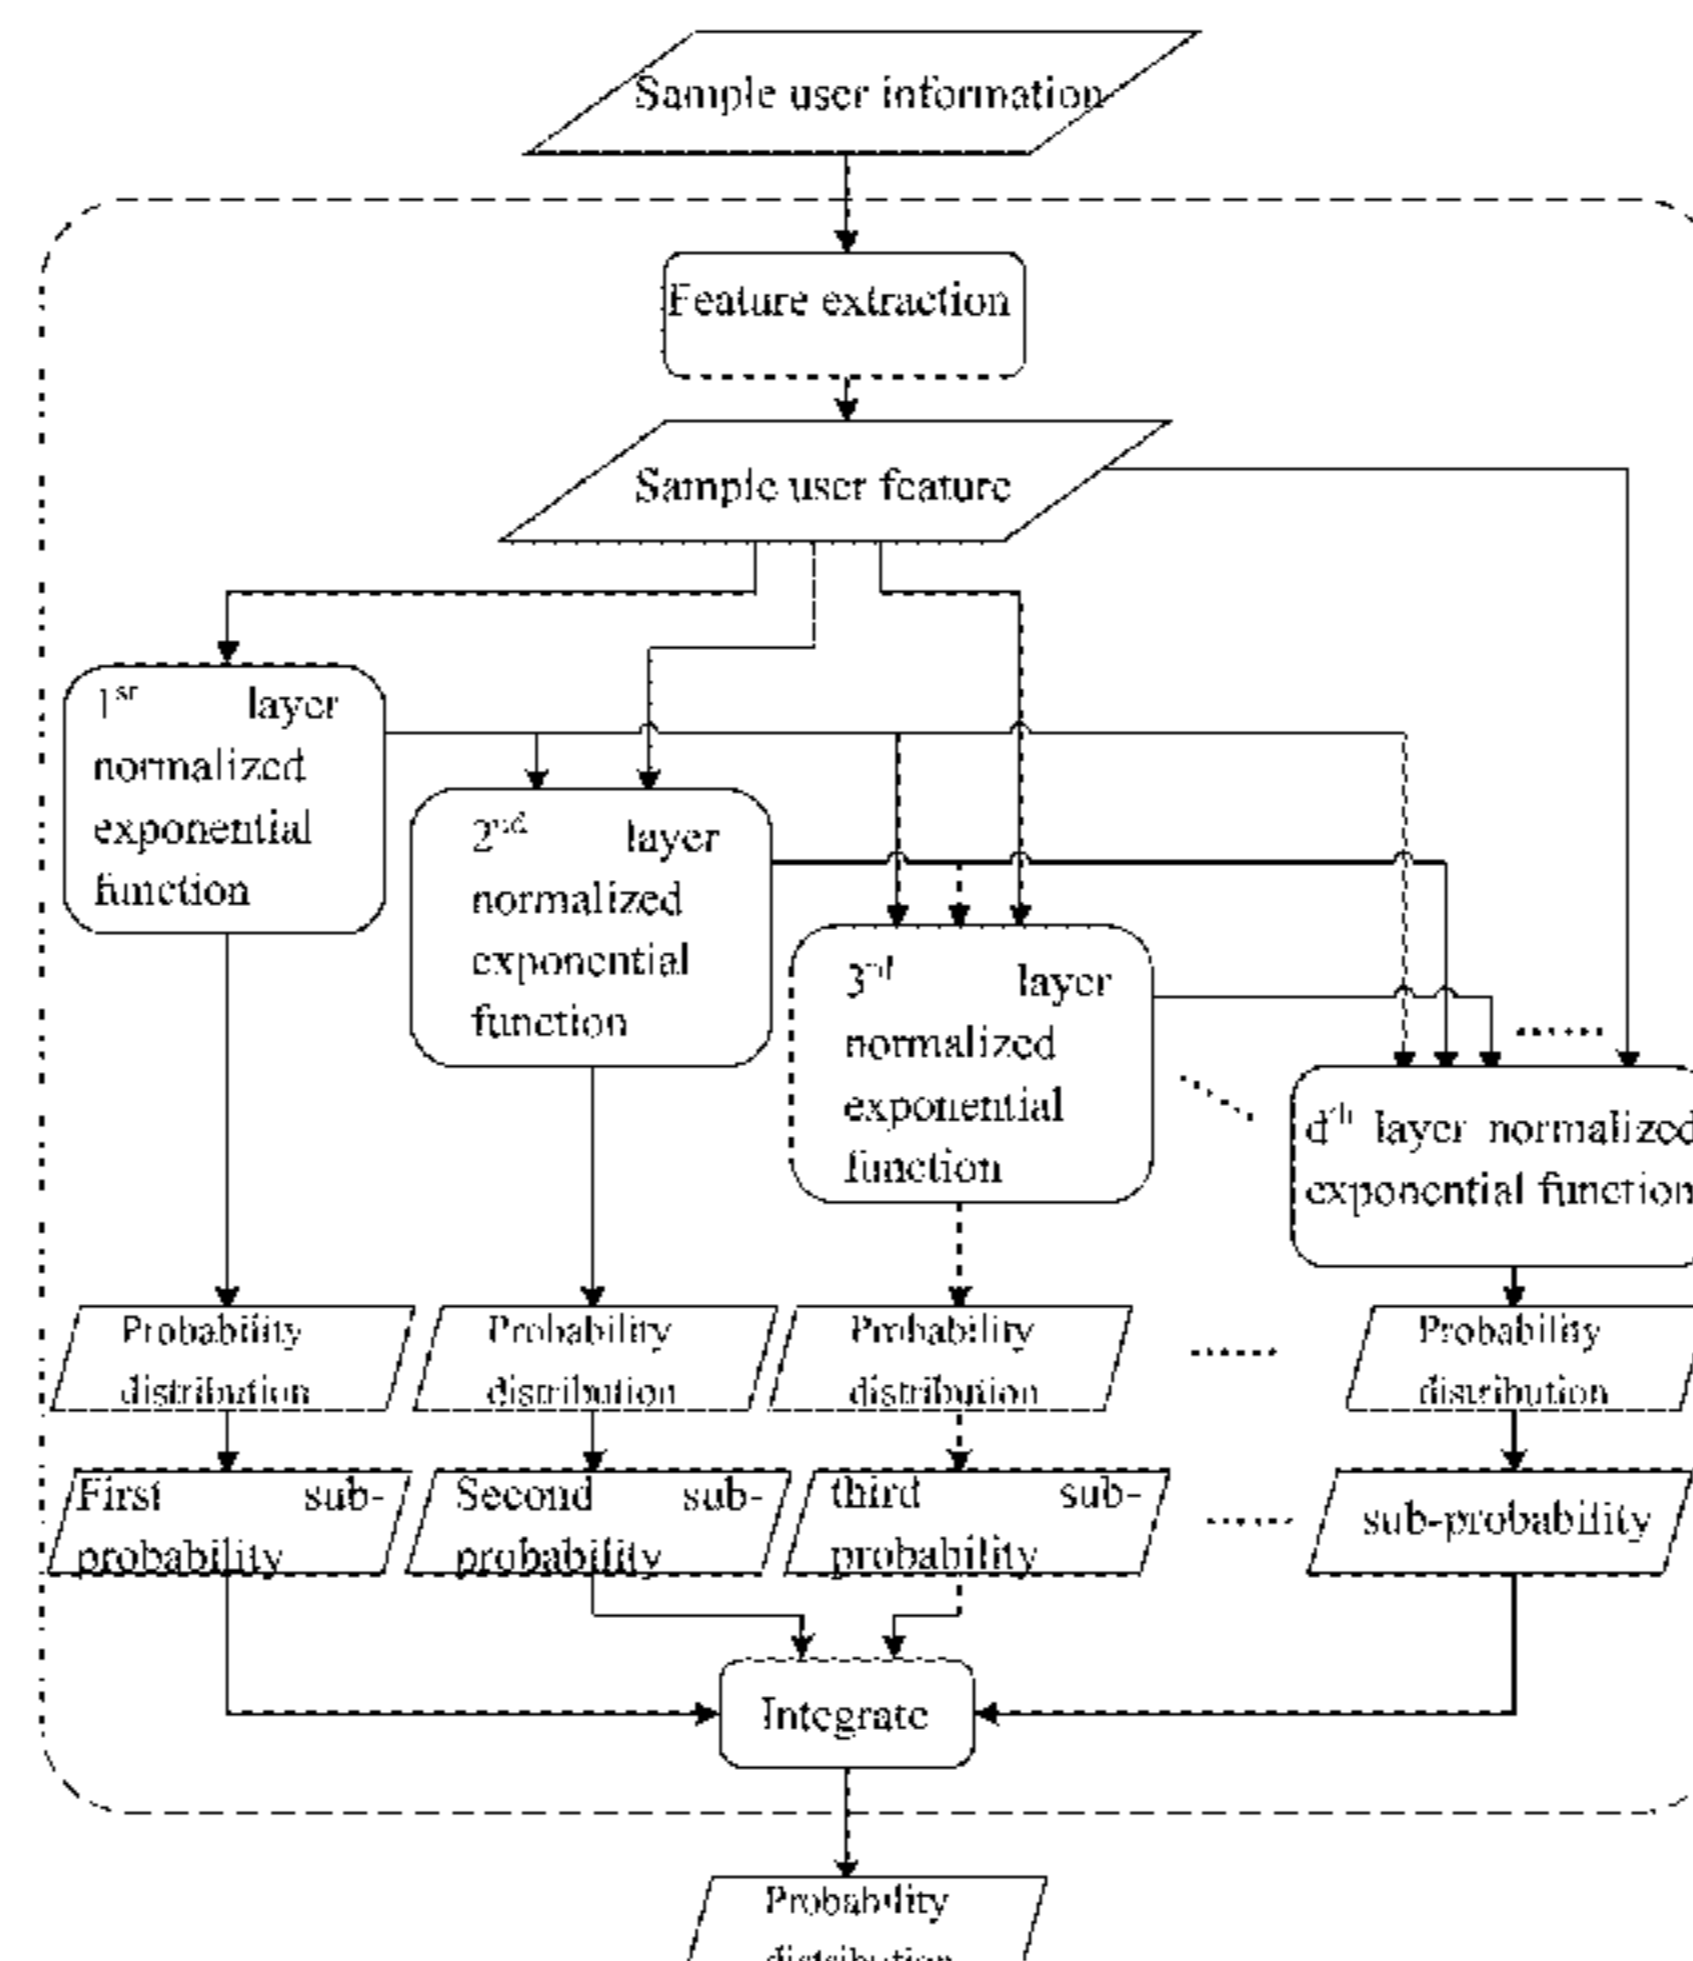 Sample user information
Feature extraction
Sample user feature
1st layer
normalized
exponential
function
2nd layer
normalized
exponential
function
3rd layer
normalized
exponential
function
......
dth layer normalized
exponential function
Probability
distribution
Probability
distribution
Probability
distribution
......
Probability
distribution
First sub-
probability
Second sub-
probability
third sub-
probability
......
sub-probability
Integrate
Probability
distribution